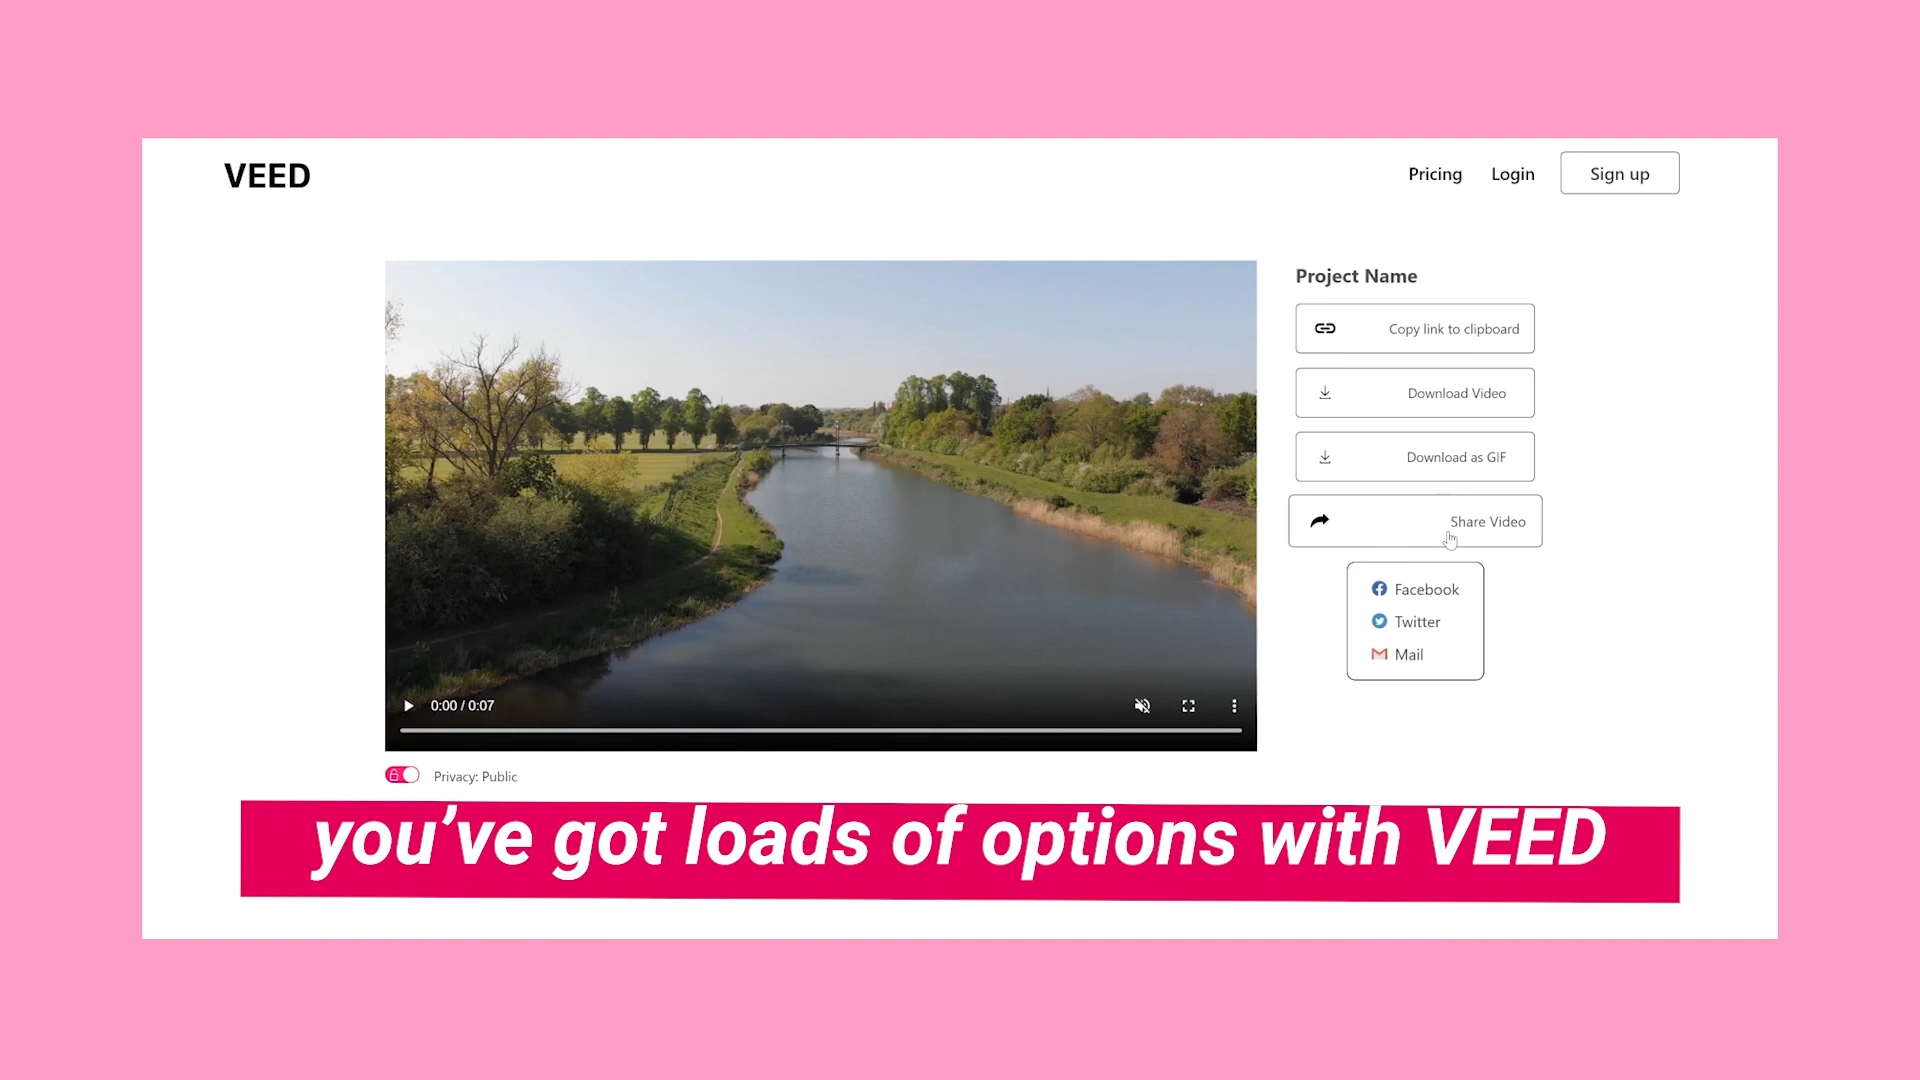 VEED
Pricing
Login
Sign up
Project Name
Copy link to clipboard
Download Video
Download as GIF
Share Video
Facebook
Twitter
Mail
0:00 / 0:07
Privacy: Public
you've got loads of options with VEED